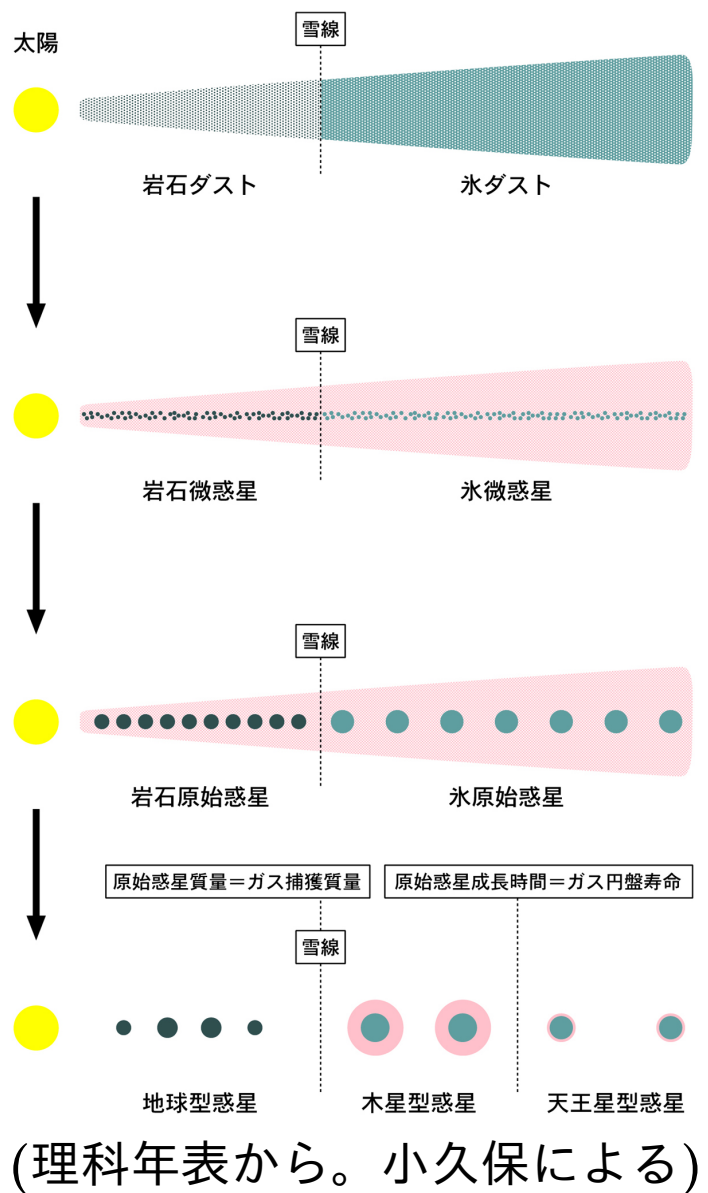 雪線
太陽
岩石ダスト
氷ダスト
雪線
岩石微惑星
氷微惑星
雪線
岩石原始惑星
氷原始惑星
原始惑星質量＝ガス捕獲質量
原始惑星成長時間＝ガス円盤寿命
雪線
地球型惑星
木星型惑星
天王星型惑星
(理科年表から。小久保による)